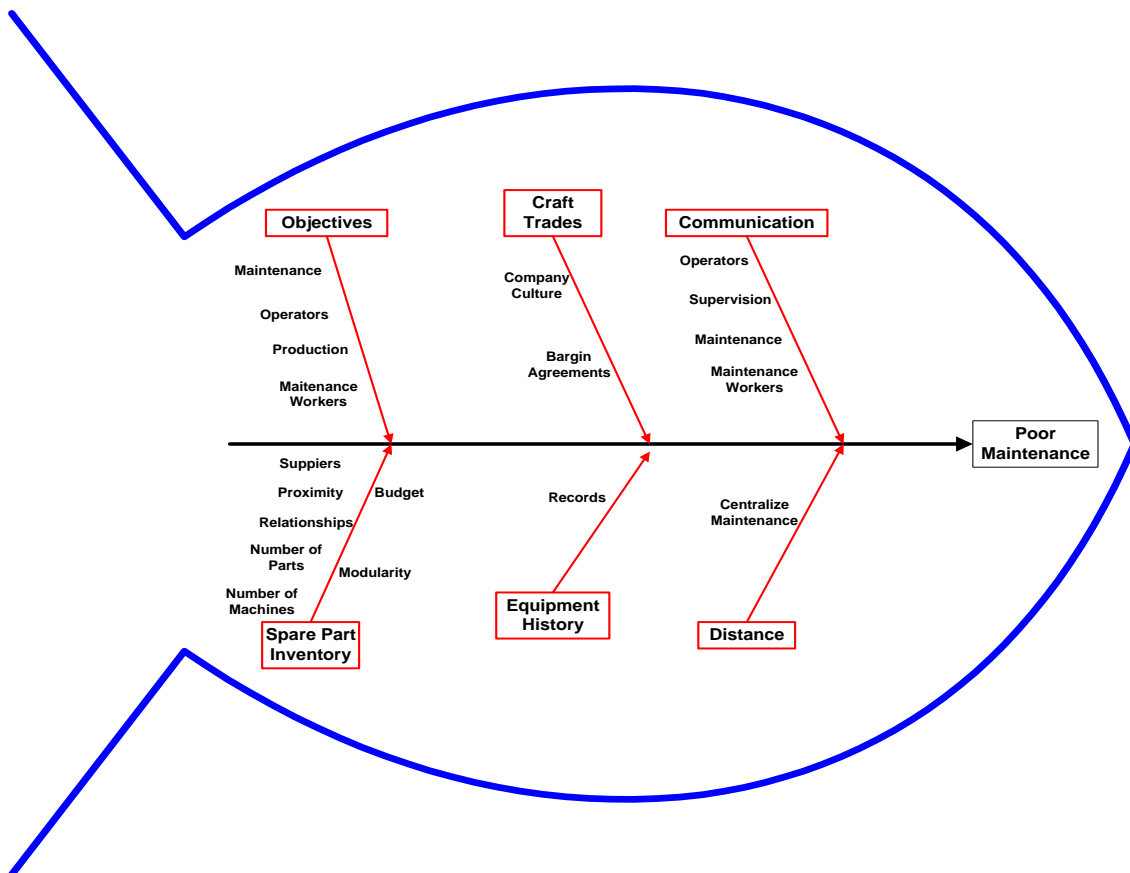 Objectives
Maintenance
Operators
Production
Maitenance
Workers
Craft
Trades
Company
Culture
Bargin
Agreements
Communication
Operators
Supervision
Maintenance
Maintenance
Workers
Poor
Maintenance
Suppiers
Proximity
Budget
Relationships
Number of
Parts
Modularity
Number of
Machines
Spare Part
Inventory
Records
Equipment
History
Centralize
Maintenance
Distance